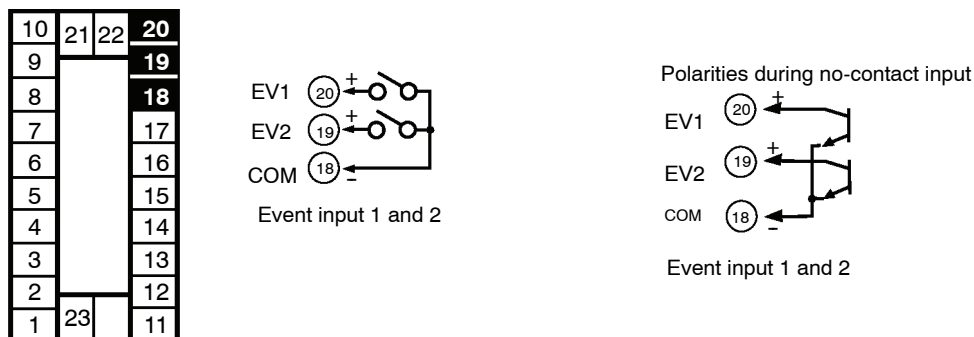 10 21 22 20
9 19
8 18
7 17
6 16
5 15
4 14
3 13
2 12
1 23 11
EV1 20 +
EV2 19 +
COM 18 -
Event input 1 and 2
Polarities during no-contact input
EV1 20 +
EV2 19 +
COM 18 -
Event input 1 and 2